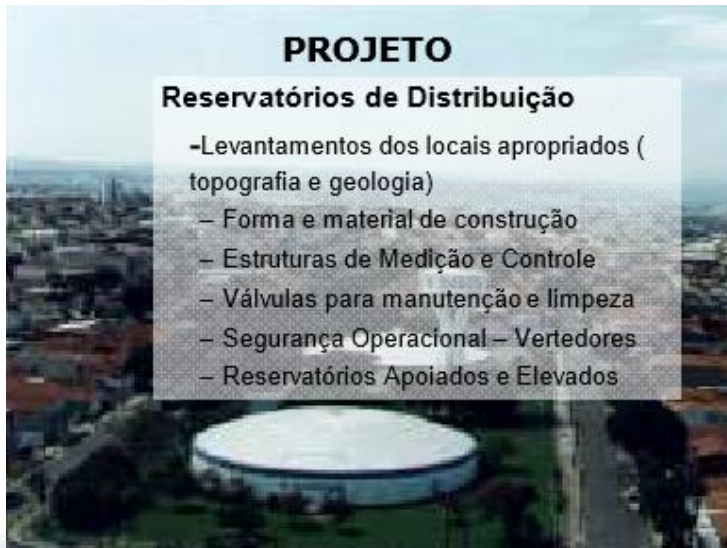 PROJETO
Reservatórios de Distribuição
-Levantamentos dos locais apropriados (
topografia e geologia)
– Forma e material de construção
– Estruturas de Medição e Controle
– Válvulas para manutenção e limpeza
– Segurança Operacional – Vertedores
– Reservatórios Apoiados e Elevados